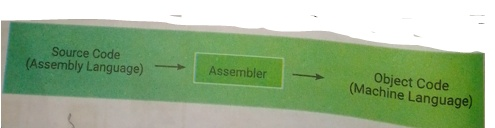 Source Code
(Assembly Language)
Assembler
Object Code
(Machine Language)